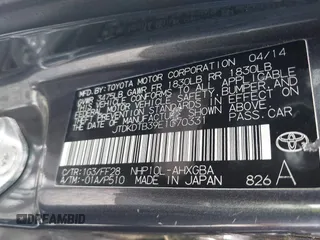 MFD BY: TOYOTA MOTOR CORPORATION 04/14
GVWR 3475LB GAWR FR 1830LB RR 1830LB
THIS VEHICLE CONFORMS TO ALL APPLICABLE
FEDERAL MOTOR VEHICLE SAFETY, BUMPER, AND
THEFT PREVENTION STANDARDS IN EFFECT ON
THE DATE OF MANUFACTURE SHOWN ABOVE.
PASS.CAR
TOYOTA
C/TR: 1G3/FF28 NHP10L-AHXGBA
A/TM: -01A/P510 MADE IN JAPAN 826 A
DREAMBID